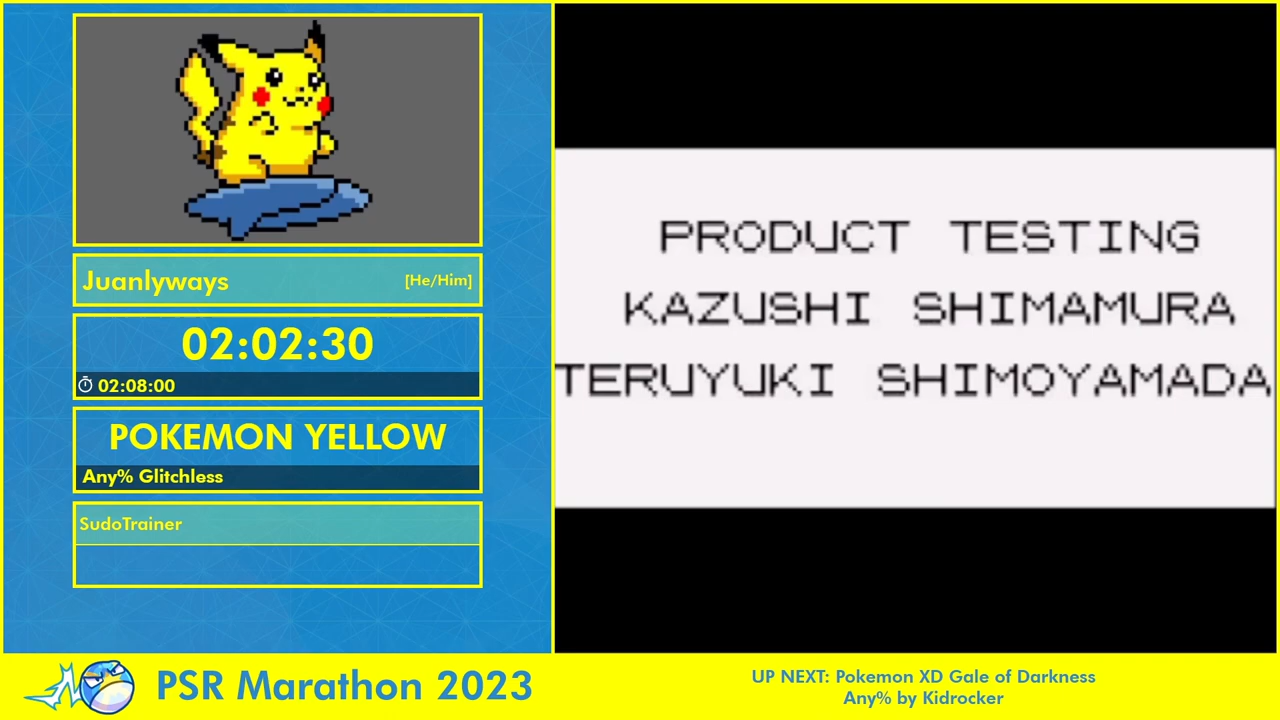 Juanlyways
[He/Him]
02:02:30
02:08:00
POKEMON YELLOW
Any% Glitchless
SudoTrainer
PRODUCT TESTING
KAZUSHI SHIMAMURA
TERUYUKI SHIMOYAMADA
PSR Marathon 2023
UP NEXT: Pokemon XD Gale of Darkness
Any% by Kidrocker